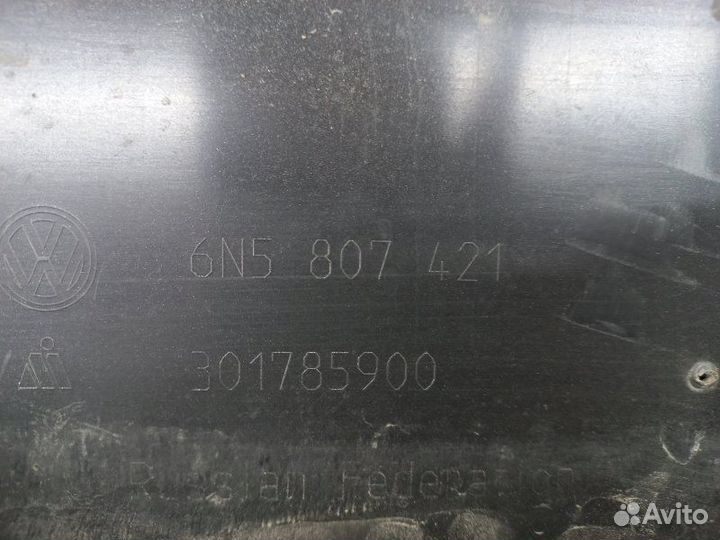 6N5 807 421
301785900
Russian Federation
Avito